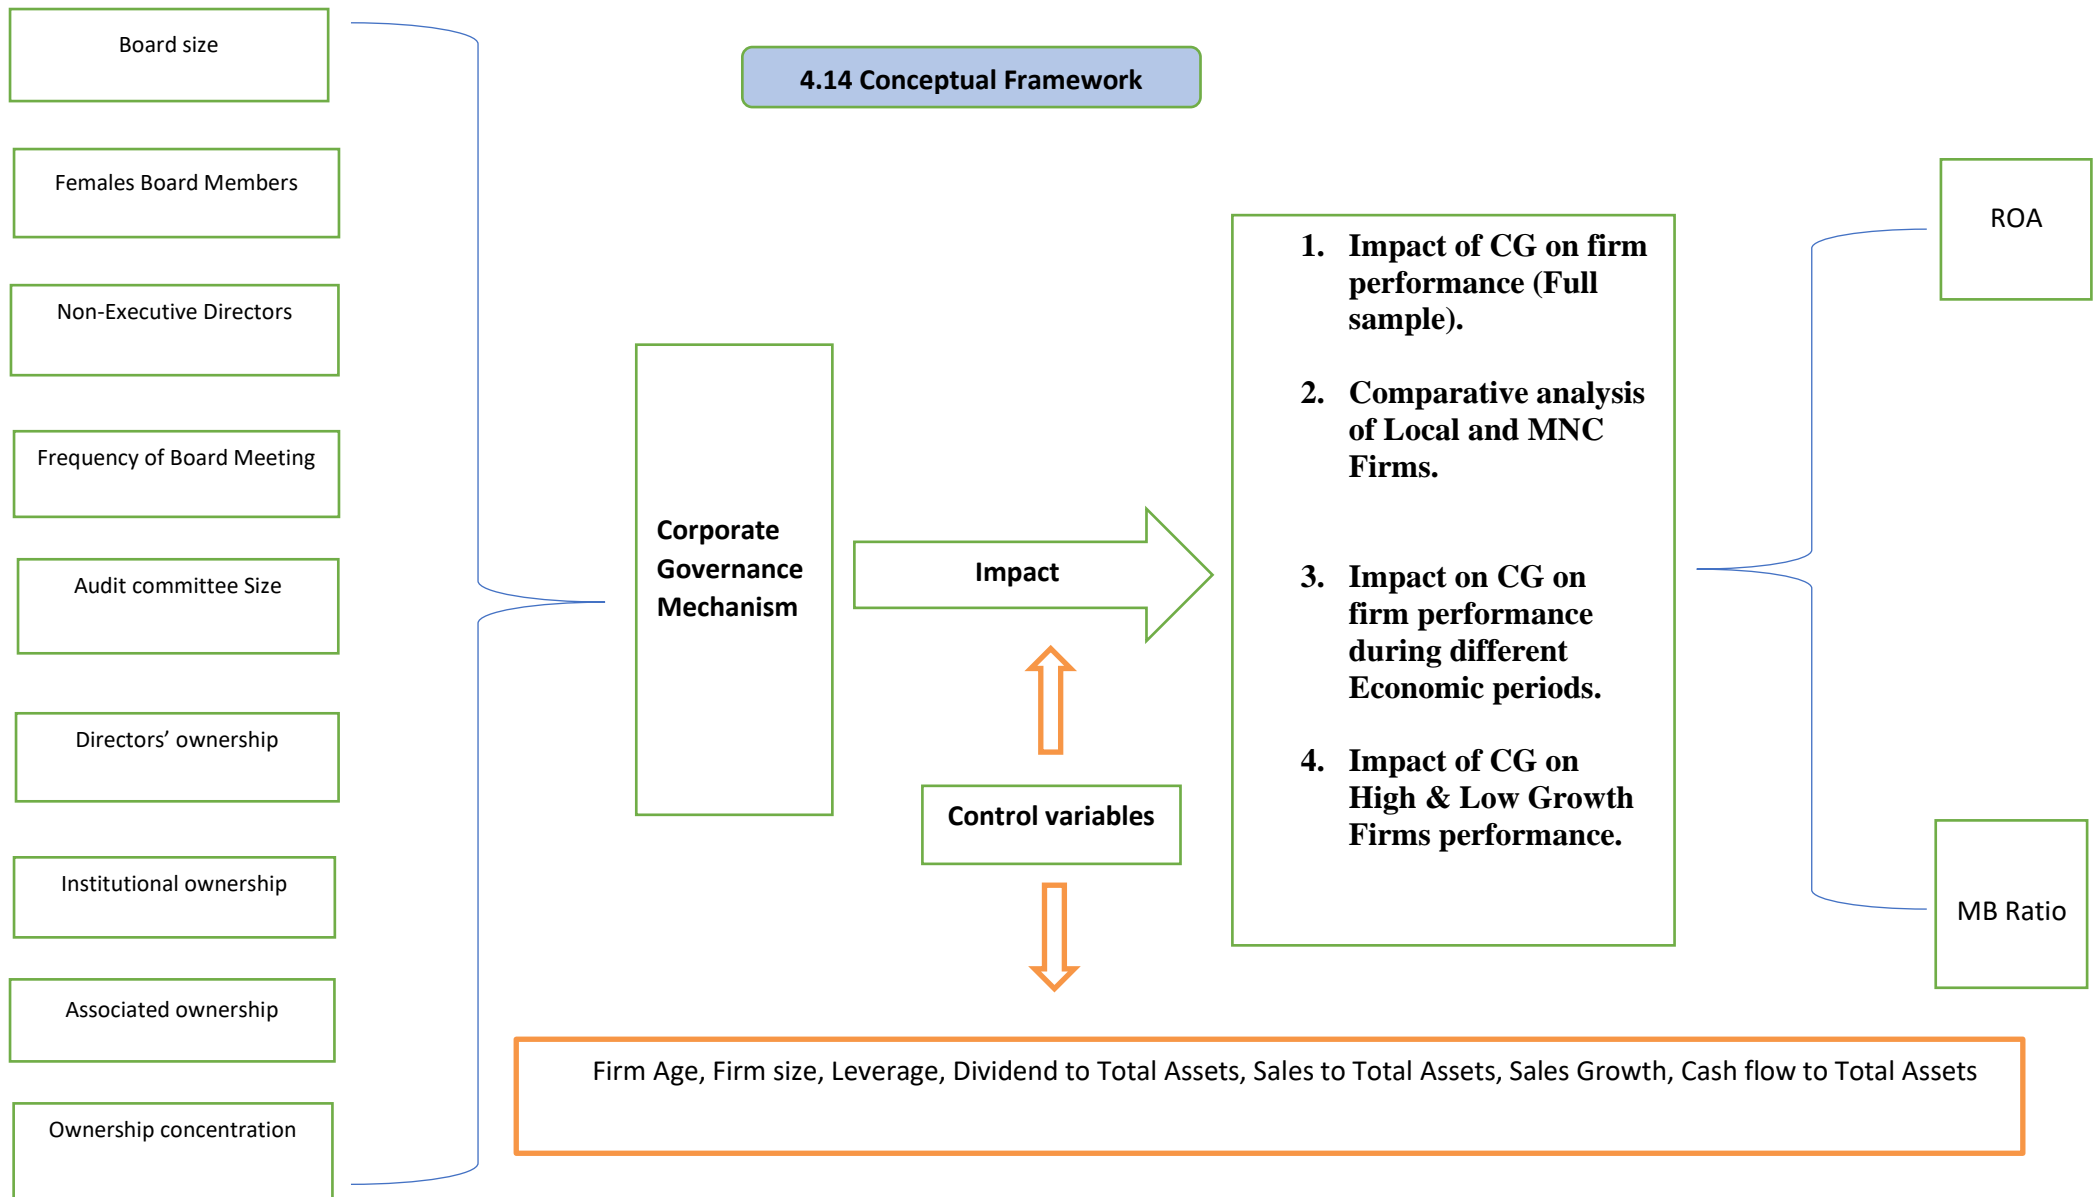 Board size
4.14 Conceptual Framework
Females Board Members
Non-Executive Directors
Frequency of Board Meeting
Audit committee Size
Directors’ ownership
Institutional ownership
Associated ownership
Ownership concentration
Corporate
Governance
Mechanism
Impact
Control variables
1. Impact of CG on firm
performance (Full
sample).
2. Comparative analysis
of Local and MNC
Firms.
3. Impact on CG on
firm performance
during different
Economic periods.
4. Impact of CG on
High & Low Growth
Firms performance.
ROA
MB Ratio
Firm Age, Firm size, Leverage, Dividend to Total Assets, Sales to Total Assets, Sales Growth, Cash flow to Total Assets